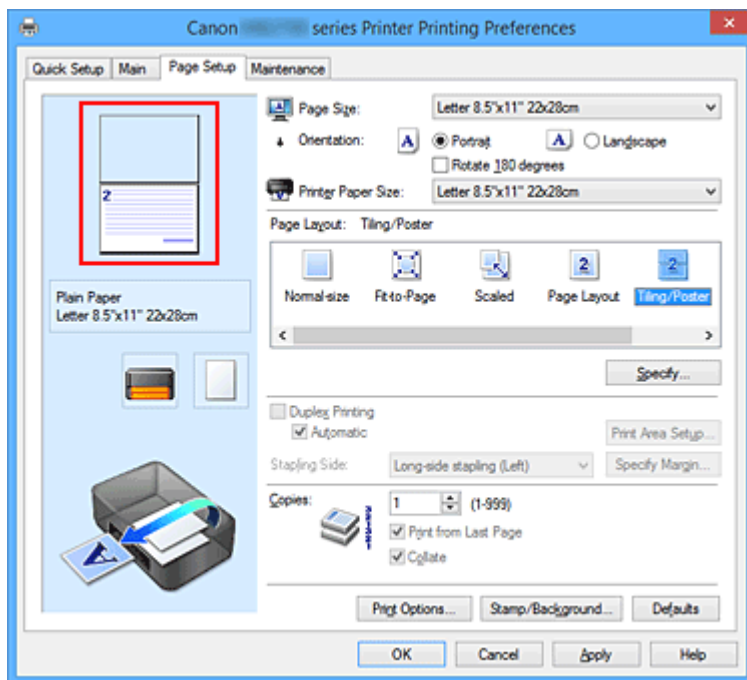 Canon series Printer Printing Preferences
Quick Setup Main Page Setup Maintenance
2
Plain Paper
Letter 8.5"x11" 22x28cm
Page Size: Letter 8.5"x11" 22x28cm
Orientation: A Portrait A Landscape
Rotate 180 degrees
Printer Paper Size: Letter 8.5"x11" 22x28cm
Page Layout: Tiling/Poster
2 2
Normal-size Fit-to-Page Scaled Page Layout Tiling/Poster
Specify...
Duplex Printing
Automatic
Print Area Setup...
Stapling Side: Long-side stapling (Left) Specify Margin...
Copies: 1 (1-999)
Print from Last Page
Collate
A
Print Options... Stamp/Background... Defaults
OK Cancel Apply Help